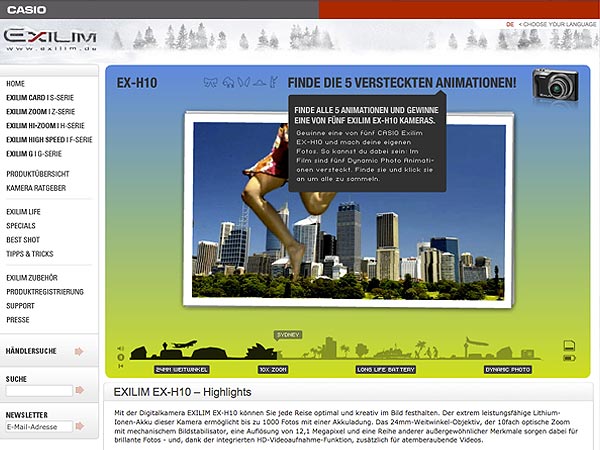 CASIO
DE < CHOOSE YOUR LANGUAGE
EXILIM
www.exilim.de
HOME
EXILIM CARD | S-SERIE
EXILIM ZOOM | Z-SERIE
EXILIM HI-ZOOM | H-SERIE
EXILIM HIGH SPEED | F-SERIE
EXILIM G | G-SERIE
PRODUKTÜBERSICHT
KAMERA RATGEBER
EXILIM LIFE
SPECIALS
BEST SHOT
TIPPS & TRICKS
EXILIM ZUBEHÖR
PRODUKTREGISTRIERUNG
SUPPORT
PRESSE
HÄNDLERSUCHE
SUCHE
NEWSLETTER
E-Mail-Adresse
EX-H10
FINDE DIE 5 VERSTECKTEN ANIMATIONEN!
FINDE ALLE 5 ANIMATIONEN UND GEWINNE
EINE VON FÜNF EXILIM EX-H10 KAMERAS.
Gewinne eine von fünf CASIO Exilim
EX-H10 und mach deine eigenen
Fotos. So kannst du dabei sein: Im
Film sind fünf Dynamic Photo Animati-
onen versteckt. Finde sie und klick sie
an um alle zu sammeln.
SYDNEY
24MM WEITWINKEL
10X ZOOM
LONG LIFE BATTERY
DYNAMIC PHOTO
EXILIM EX-H10 – Highlights
Mit der Digitalkamera EXILIM EX-H10 können Sie jede Reise optimal und kreativ im Bild festhalten. Der extrem leistungsfähige Lithium-
Ionen-Akku dieser Kamera ermöglicht bis zu 1000 Fotos mit einer Akkuladung. Das 24mm-Weitwinkel-Objektiv, der 10fach optische Zoom
mit mechanischem Bildstabilisator, eine Auflösung von 12,1 Megapixel und eine Reihe anderer außergewöhnlicher Merkmale sorgen dabei für
brillante Fotos - und, dank der integrierten HD-Videoaufnahme-Funktion, zusätzlich für atemberaubende Videos.